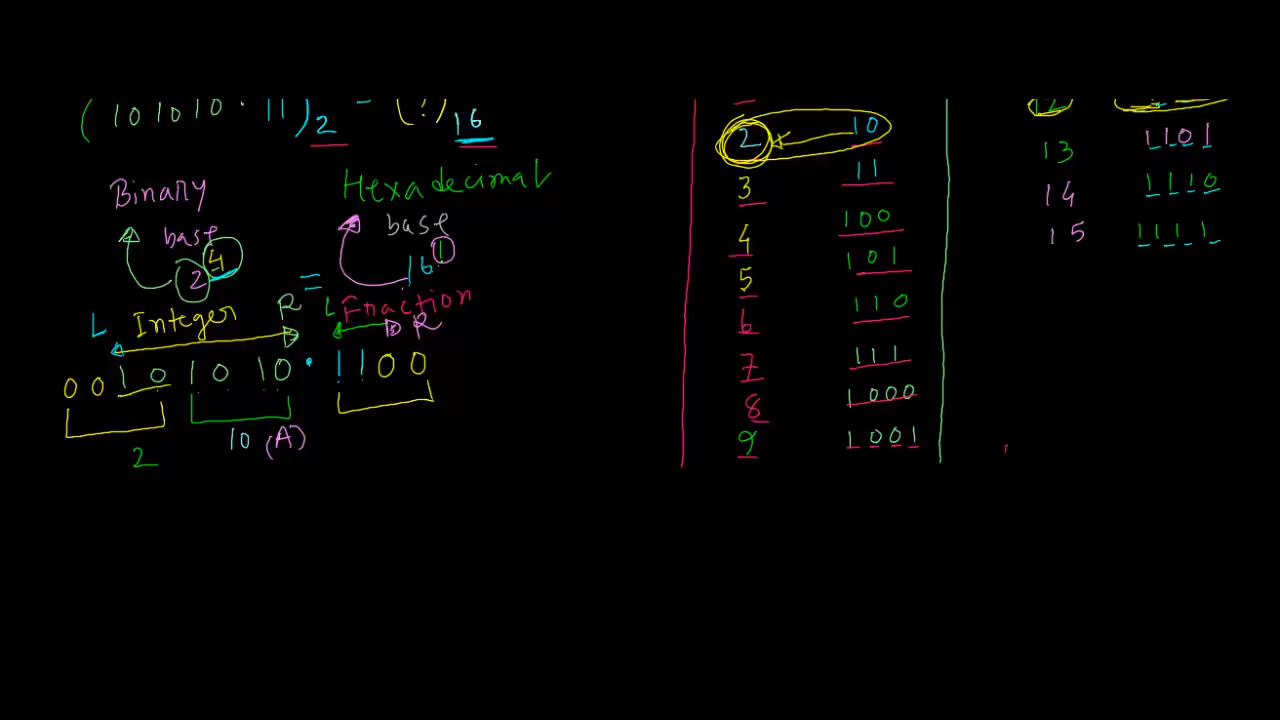 (101010.11)2 = (?)16
Binary
Hexadecimal
base
base
2 4
=
16 1
L Integer R
L Fraction R
0010 1010.1100
2
10 (A)
2 10
3 11
4 100
5 101
6 110
7 111
8 1000
9 1001
12
13 1101
14 1110
15 1111